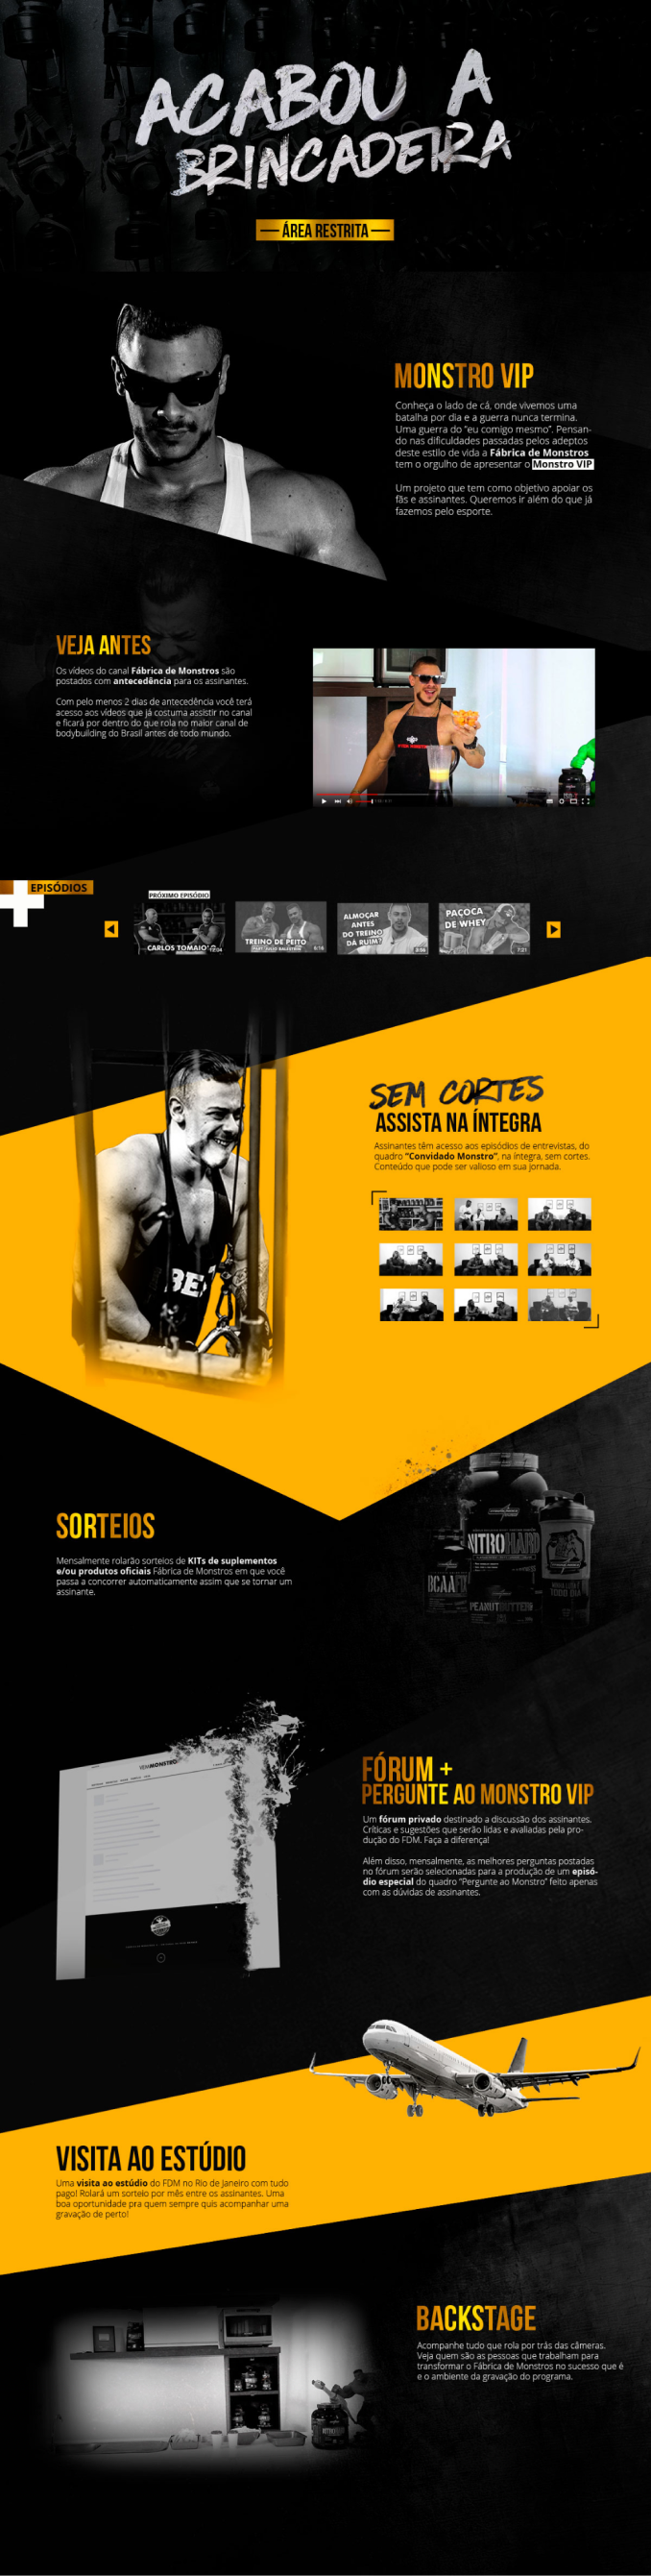 ACABOU A
BRINCADEIRA
ÁREA RESTRITA
MONSTRO VIP
Conheça o lado de cá, onde vivemos uma
batalha por dia e a guerra nunca termina.
Uma guerra do "eu comigo mesmo". Pensan-
do nas dificuldades passadas pelos adeptos
deste estilo de vida a Fábrica de Monstros
tem o orgulho de apresentar o Monstro VIP
Um projeto que tem como objetivo apoiar os
fãs e assinantes. Queremos ir além do que já
fazemos pelo esporte.
VEJA ANTES
Os vídeos do canal Fábrica de Monstros são
postados com antecedência para os assinantes.
Com pelo menos 2 dias de antecedência você terá
acesso aos vídeos que já costuma assistir no canal
e ficará por dentro do que rola no maior canal de
bodybuilding do Brasil antes de todo mundo.
EPISÓDIOS
PRÓXIMO EPISÓDIO
CARLOS TOMAIO
TREINO DE PEITO
6:16
ALMOÇAR
ANTES
DO TREINO
DÁ RUIM?
PAÇOCA
DE WHEY
7:21
SEM CORTES
ASSISTA NA ÍNTEGRA
Assinantes têm acesso aos episódios de entrevistas, do
quadro "Convidado Monstro", na íntegra, sem cortes.
Conteúdo que pode ser valioso em sua jornada.
SORTEIOS
Mensalmente rolarão sorteios de KITs de suplementos
e/ou produtos oficiais Fábrica de Monstros em que você
passa a concorrer automaticamente assim que se tornar um
assinante.
NITROHARD
BCAAFIX
PEANUTBUTTER
TODO DIA
FÓRUM +
PERGUNTE AO MONSTRO VIP
Um fórum privado destinado a discussão dos assinantes.
Críticas e sugestões que serão lidas e avaliadas pela pro-
dução do FDM. Faça a diferença!
Além disso, mensalmente, as melhores perguntas postadas
no fórum serão selecionadas para a produção de um episó-
dio especial do quadro "Pergunte ao Monstro" feito apenas
com as dúvidas de assinantes.
VISITA AO ESTÚDIO
Uma visita ao estúdio do FDM no Rio de Janeiro com tudo
pago! Rolará um sorteio por mês entre os assinantes. Uma
boa oportunidade pra quem sempre quis acompanhar uma
gravação de perto!
BACKSTAGE
Acompanhe tudo que rola por trás das câmeras.
Veja quem são as pessoas que trabalham para
transformar o Fábrica de Monstros no sucesso que é
e o ambiente da gravação do programa.